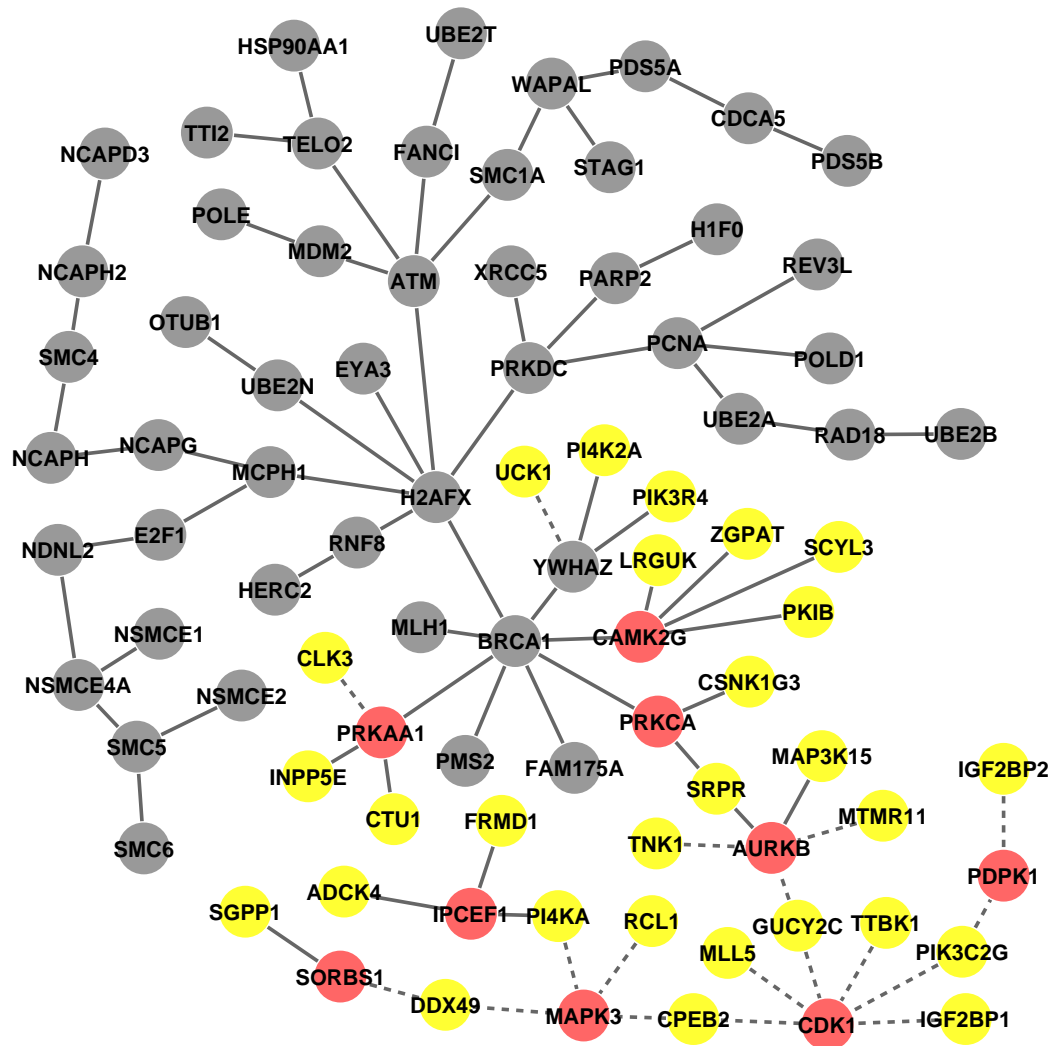 UBE2T
HSP90AA1
PDS5A
WAPAL
CDCA5
TTI2
TELO2
FANCI
NCAPD3
PDS5B
STAG1
SMC1A
POLE
H1F0
MDM2
NCAPH2
XRCC5
PARP2
REV3L
ATM
OTUB1
PCNA
SMC4
POLD1
EYA3
PRKDC
UBE2N
UBE2A
RAD18
UBE2B
NCAPG
NCAPH
PI4K2A
MCPH1
UCK1
H2AFX
PIK3R4
E2F1
ZGPAT
RNF8
SCYL3
NDNL2
LRGUK
YWHAZ
HERC2
PKIB
MLH1
NSMCE1
BRCA1
CAMK2G
CLK3
CSNK1G3
NSMCE4A
NSMCE2
PRKCA
PRKAA1
SMC5
MAP3K15
PMS2
FAM175A
INPP5E
IGF2BP2
SRPR
MTMR11
CTU1
FRMD1
TNK1
AURKB
SMC6
PDPK1
ADCK4
SGPP1
IPCEF1
PI4KA
RCL1
GUCY2C
TTBK1
MLL5
PIK3C2G
SORBS1
DDX49
MAPK3
CPEB2
CDK1
IGF2BP1